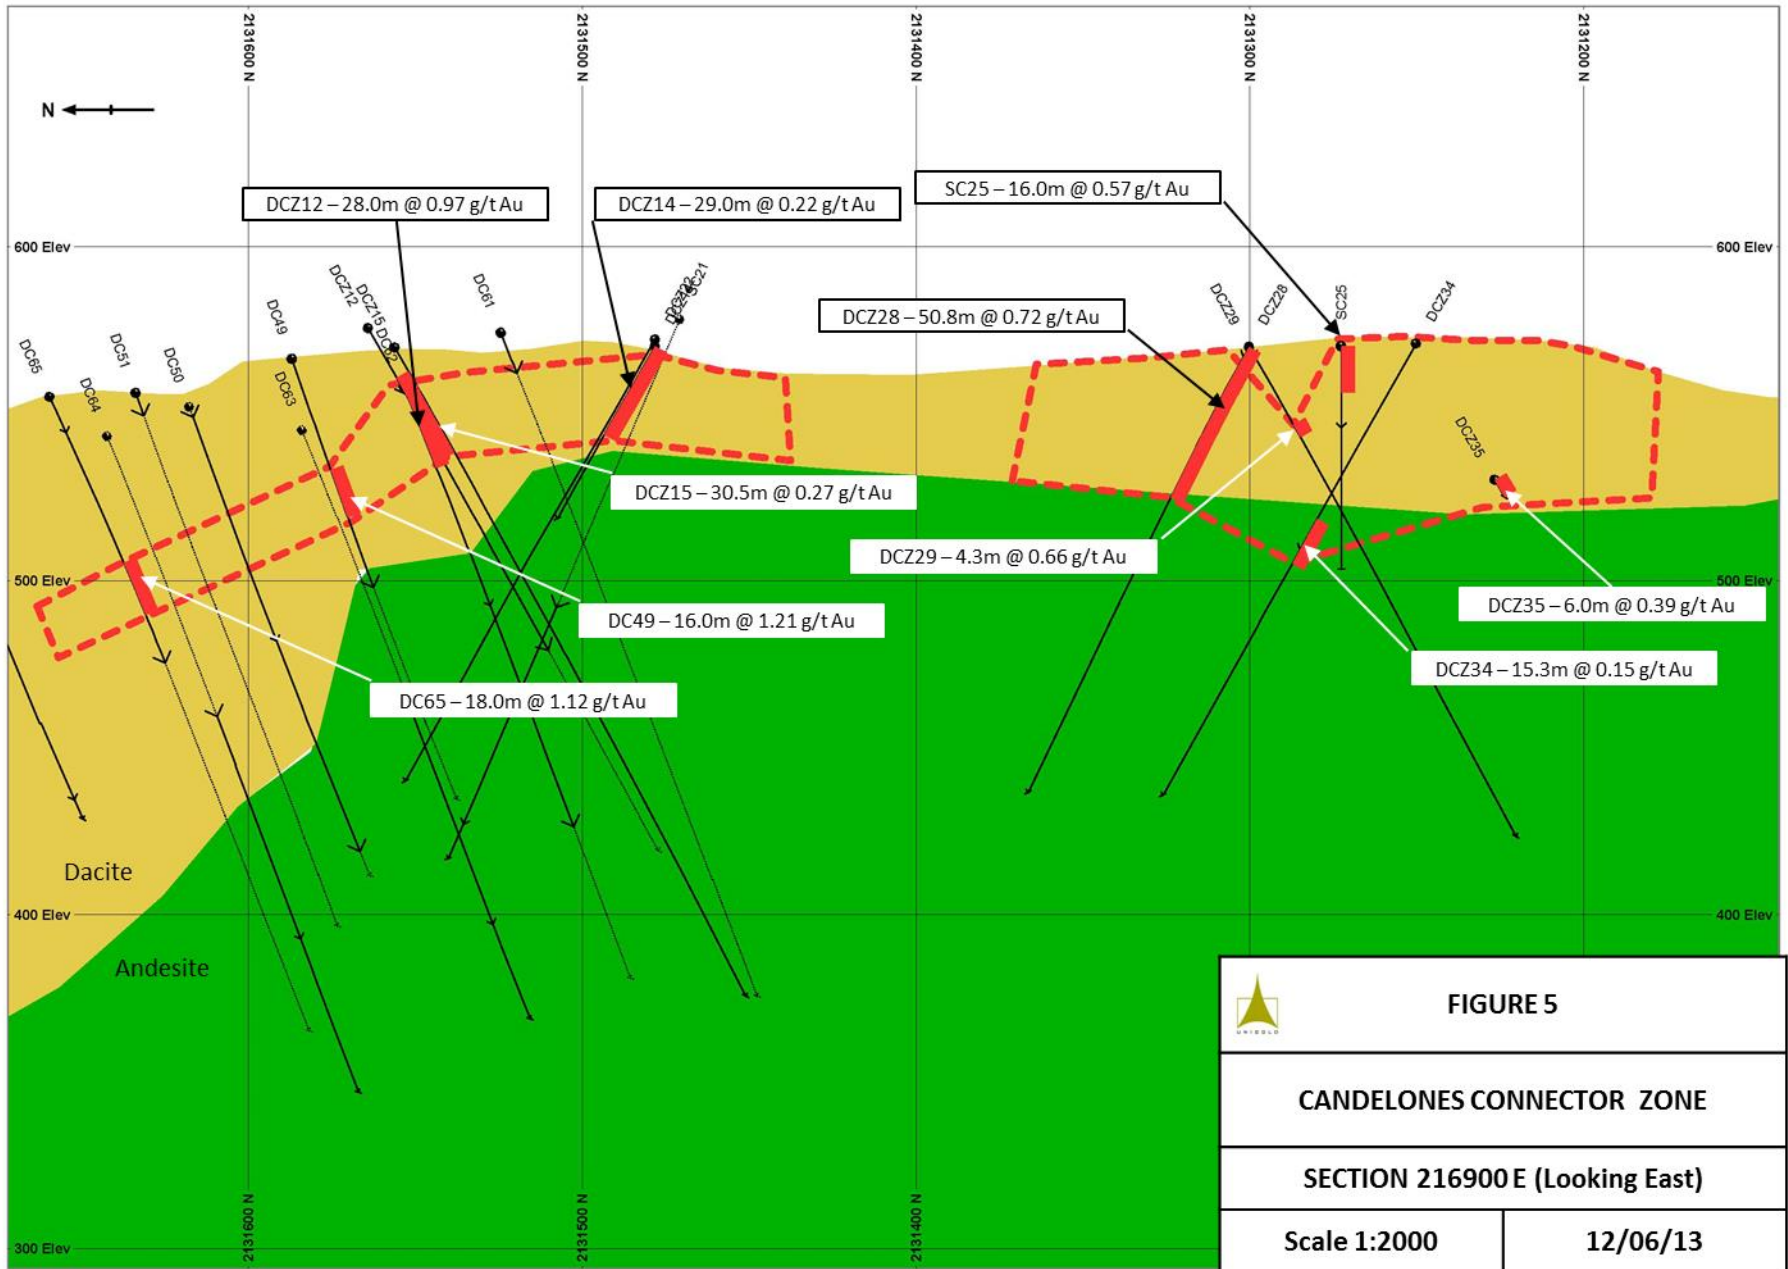 2131600 N
2131500 N
2131400 N
2131300 N
2131200 N
N
DCZ12 – 28.0m @ 0.97 g/t Au
DCZ14 – 29.0m @ 0.22 g/t Au
SC25 – 16.0m @ 0.57 g/t Au
600 Elev
600 Elev
DCZ28 – 50.8m @ 0.72 g/t Au
DC65
DC64
DC51
DC50
DC49
DC63
DCZ12
DCZ15
DC61
SC21
DCZ29
DCZ28
SC25
DCZ34
DCZ35
DCZ15 – 30.5m @ 0.27 g/t Au
DCZ29 – 4.3m @ 0.66 g/t Au
500 Elev
500 Elev
DCZ35 – 6.0m @ 0.39 g/t Au
DC49 – 16.0m @ 1.21 g/t Au
DCZ34 – 15.3m @ 0.15 g/t Au
DC65 – 18.0m @ 1.12 g/t Au
Dacite
400 Elev
400 Elev
Andesite
2131600 N
2131500 N
2131400 N
300 Elev
UNIGOLD
FIGURE 5
CANDELONES CONNECTOR ZONE
SECTION 216900 E (Looking East)
Scale 1:2000
12/06/13